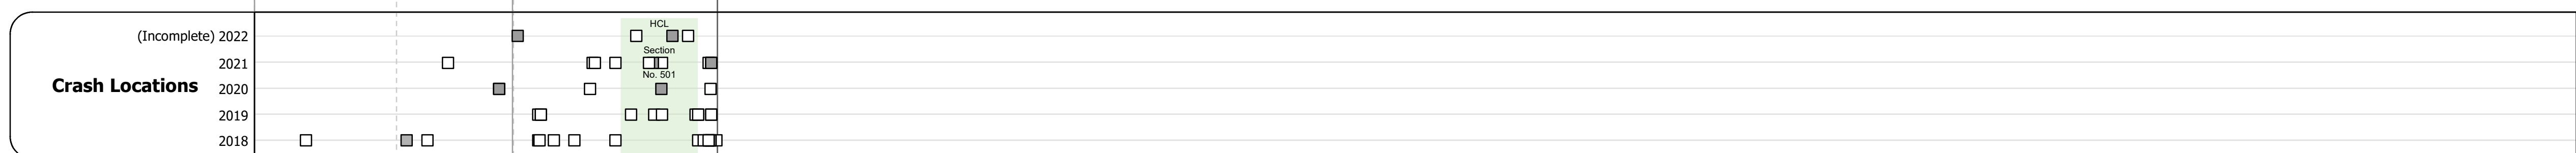 HCL
(Incomplete) 2022
Section
2021
No. 501
Crash Locations
2020
2019
2018